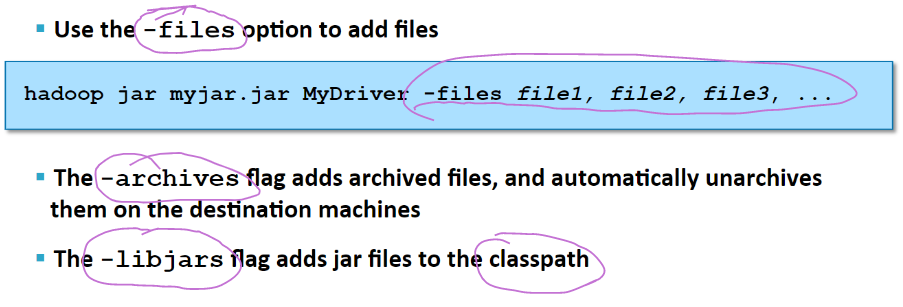 ▪ Use the -files option to add files
hadoop jar myjar.jar MyDriver -files file1, file2, file3, ...
▪ The -archives flag adds archived files, and automatically unarchives
them on the destination machines
▪ The -libjars flag adds jar files to the classpath